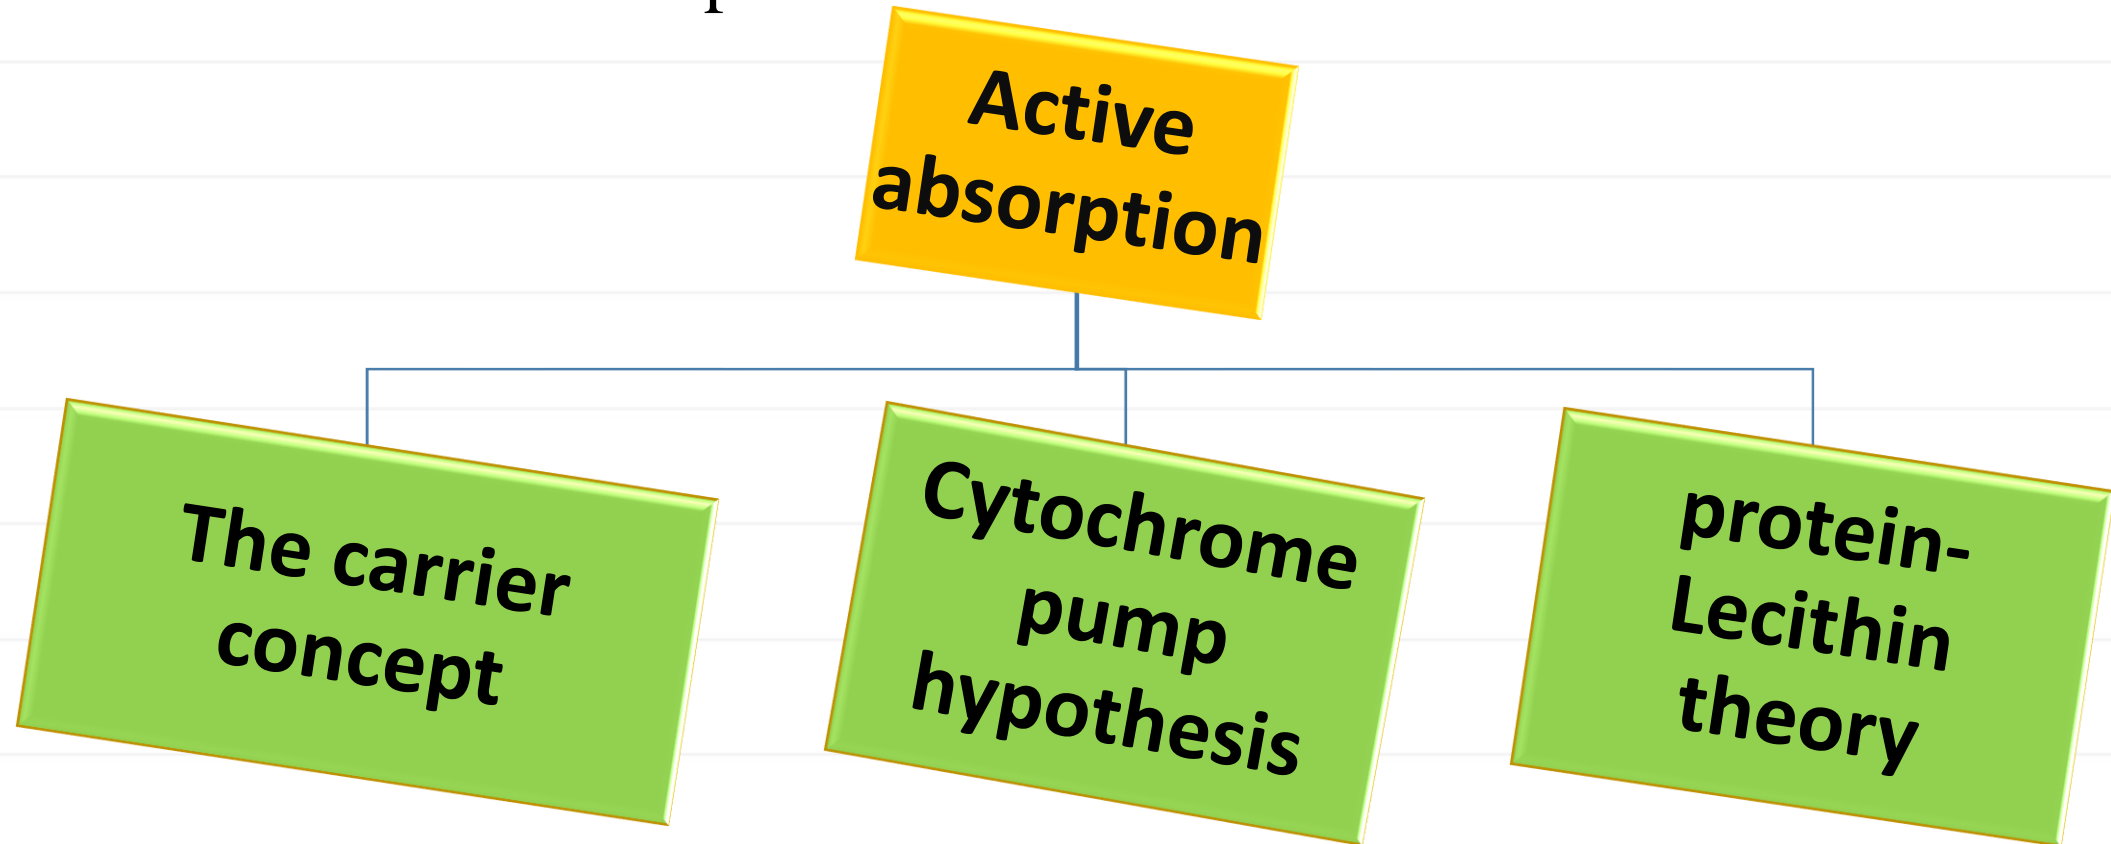 Active
absorption
The carrier
concept
Cytochrome
pump
hypothesis
protein-
Lecithin
theory